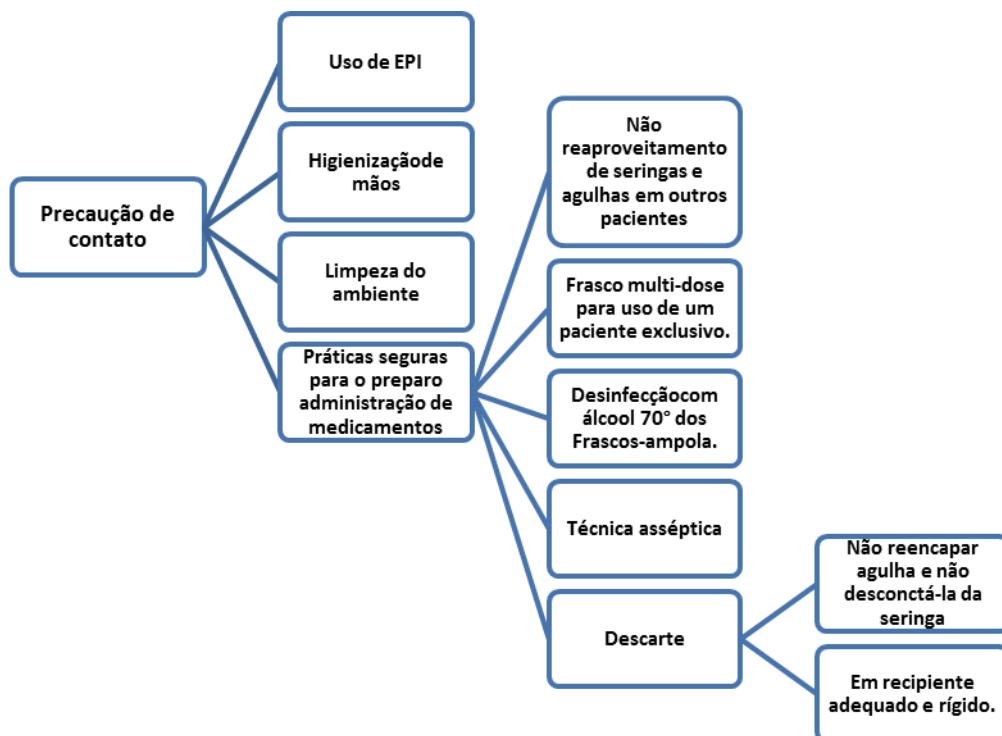 Precaução de
contato
Uso de EPI
Higienizaçãode
mãos
Limpeza do
ambiente
Práticas seguras
para o preparo
administração de
medicamentos
Não
reaproveitamento
de seringas e
agulhas em outros
pacientes
Frasco multi-dose
para uso de um
paciente exclusivo.
Desinfecçãocom
álcool 70° dos
Frascos-ampola.
Técnica asséptica
Descarte
Não reencapar
agulha e não
desconctá-la da
seringa
Em recipiente
adequado e rígido.